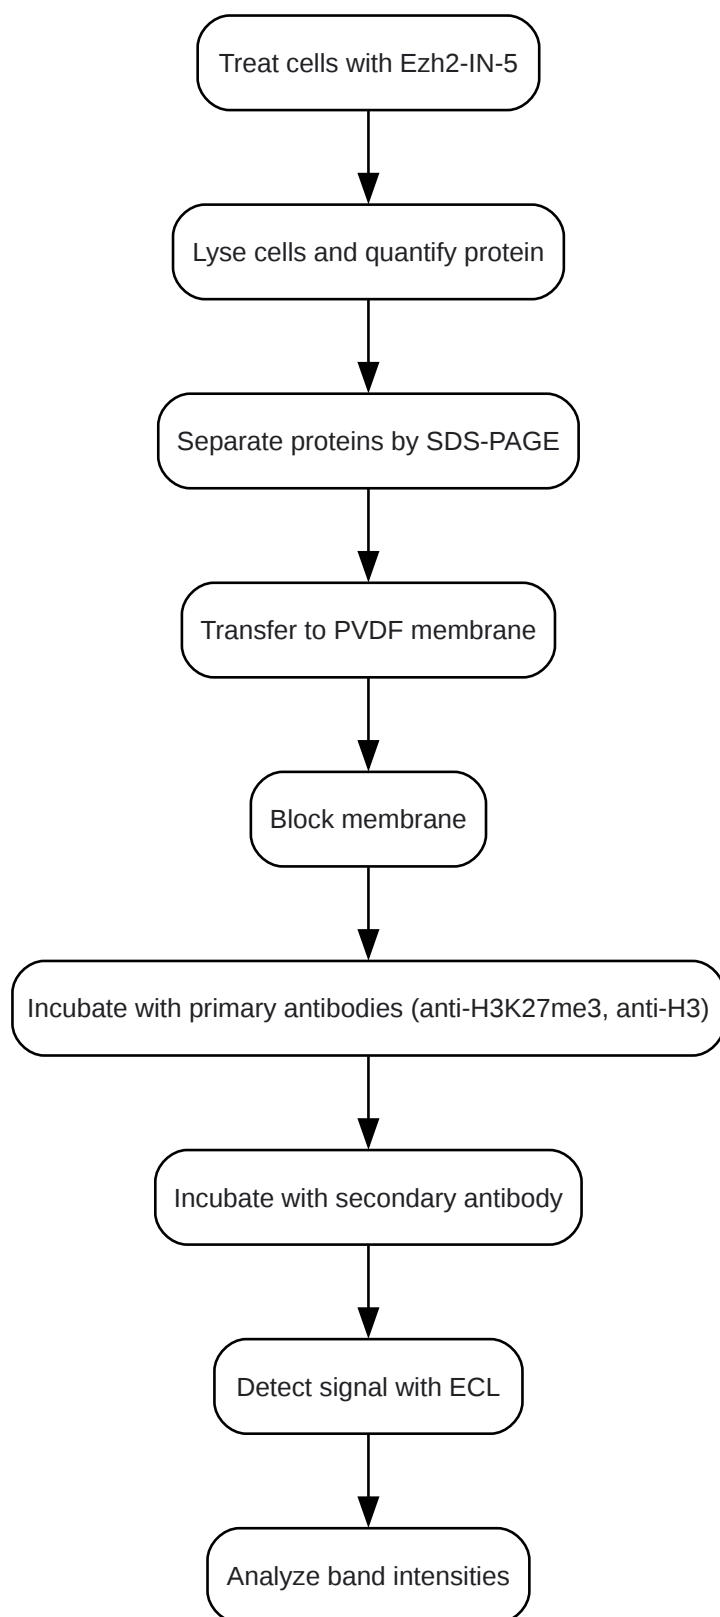 Treat cells with Ezh2-IN-5
Lyse cells and quantify protein
Separate proteins by SDS-PAGE
Transfer to PVDF membrane
Block membrane
Incubate with primary antibodies (anti-H3K27me3, anti-H3)
Incubate with secondary antibody
Detect signal with ECL
Analyze band intensities